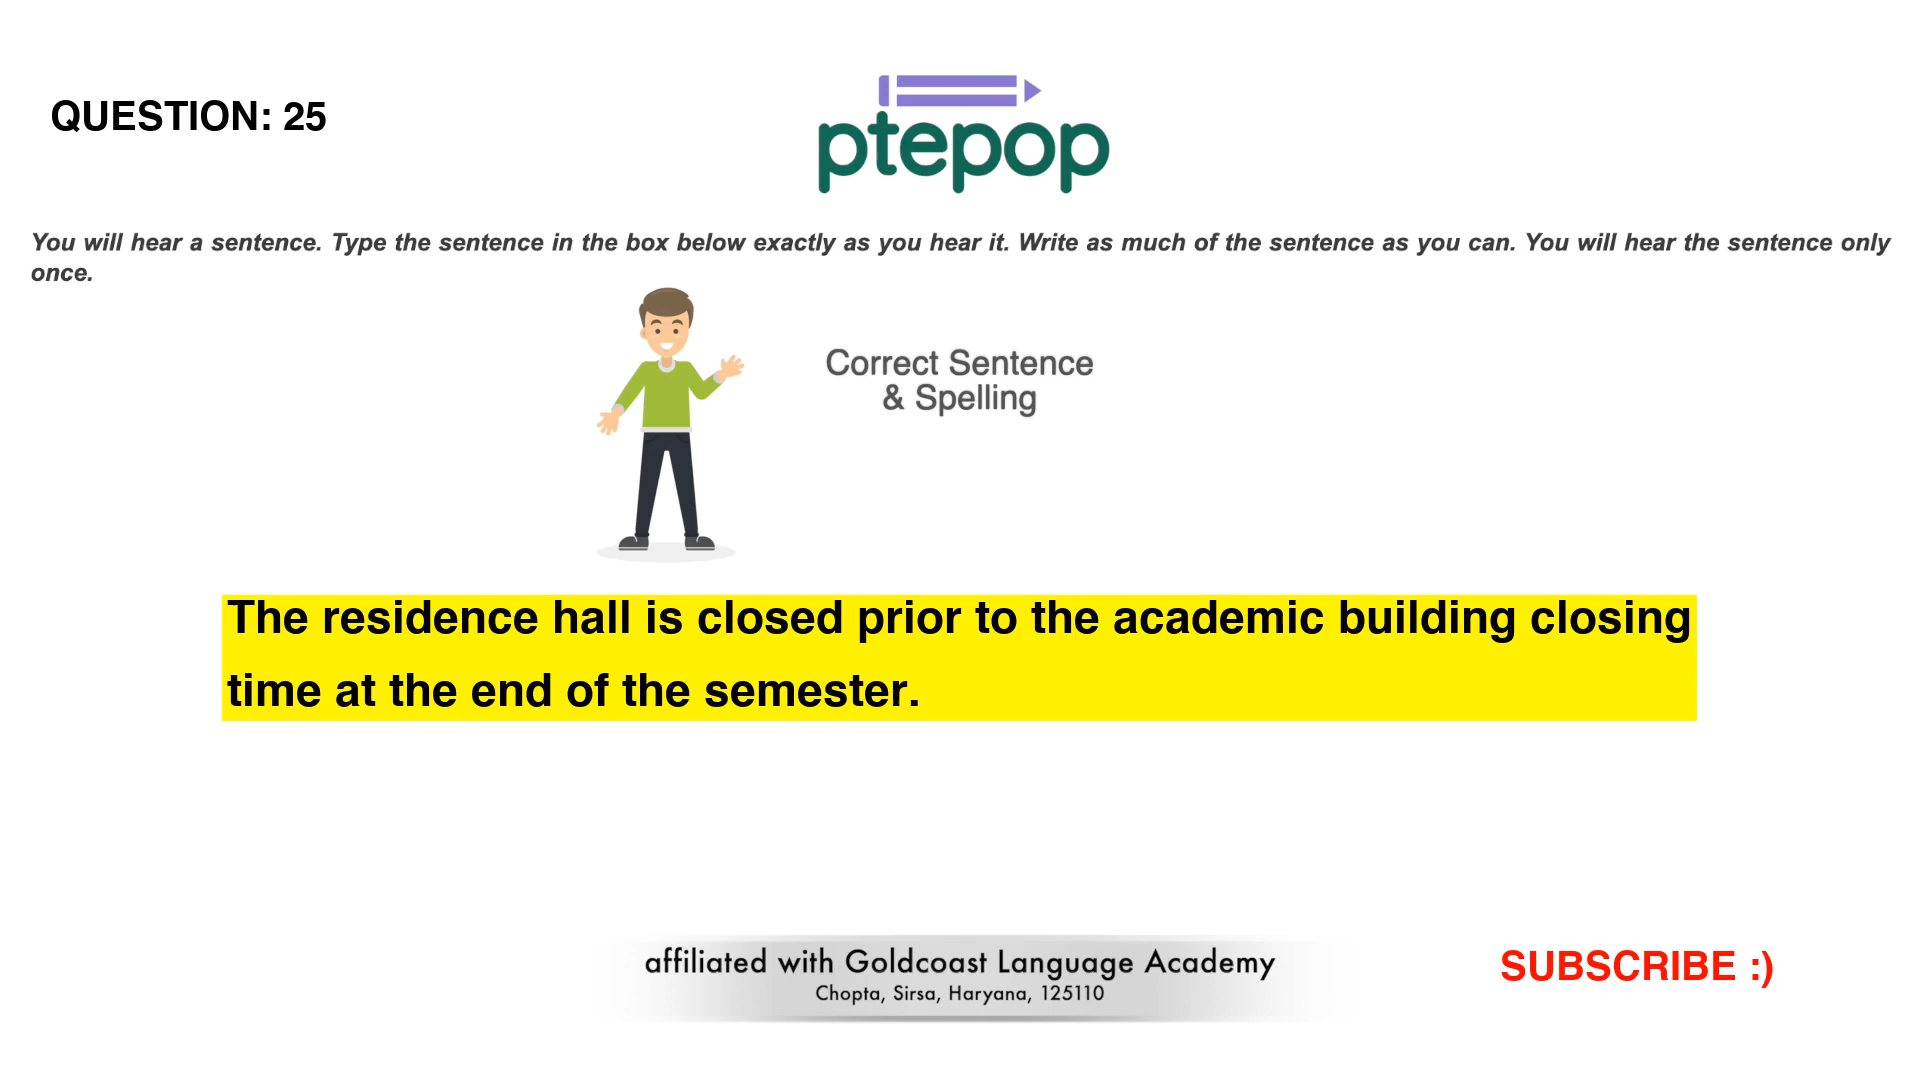 QUESTION: 25
ptepop
You will hear a sentence. Type the sentence in the box below exactly as you hear it. Write as much of the sentence as you can. You will hear the sentence only
once.
Correct Sentence
& Spelling
The residence hall is closed prior to the academic building closing
time at the end of the semester.
affiliated with Goldcoast Language Academy
Chopta, Sirsa, Haryana, 125110
SUBSCRIBE :)